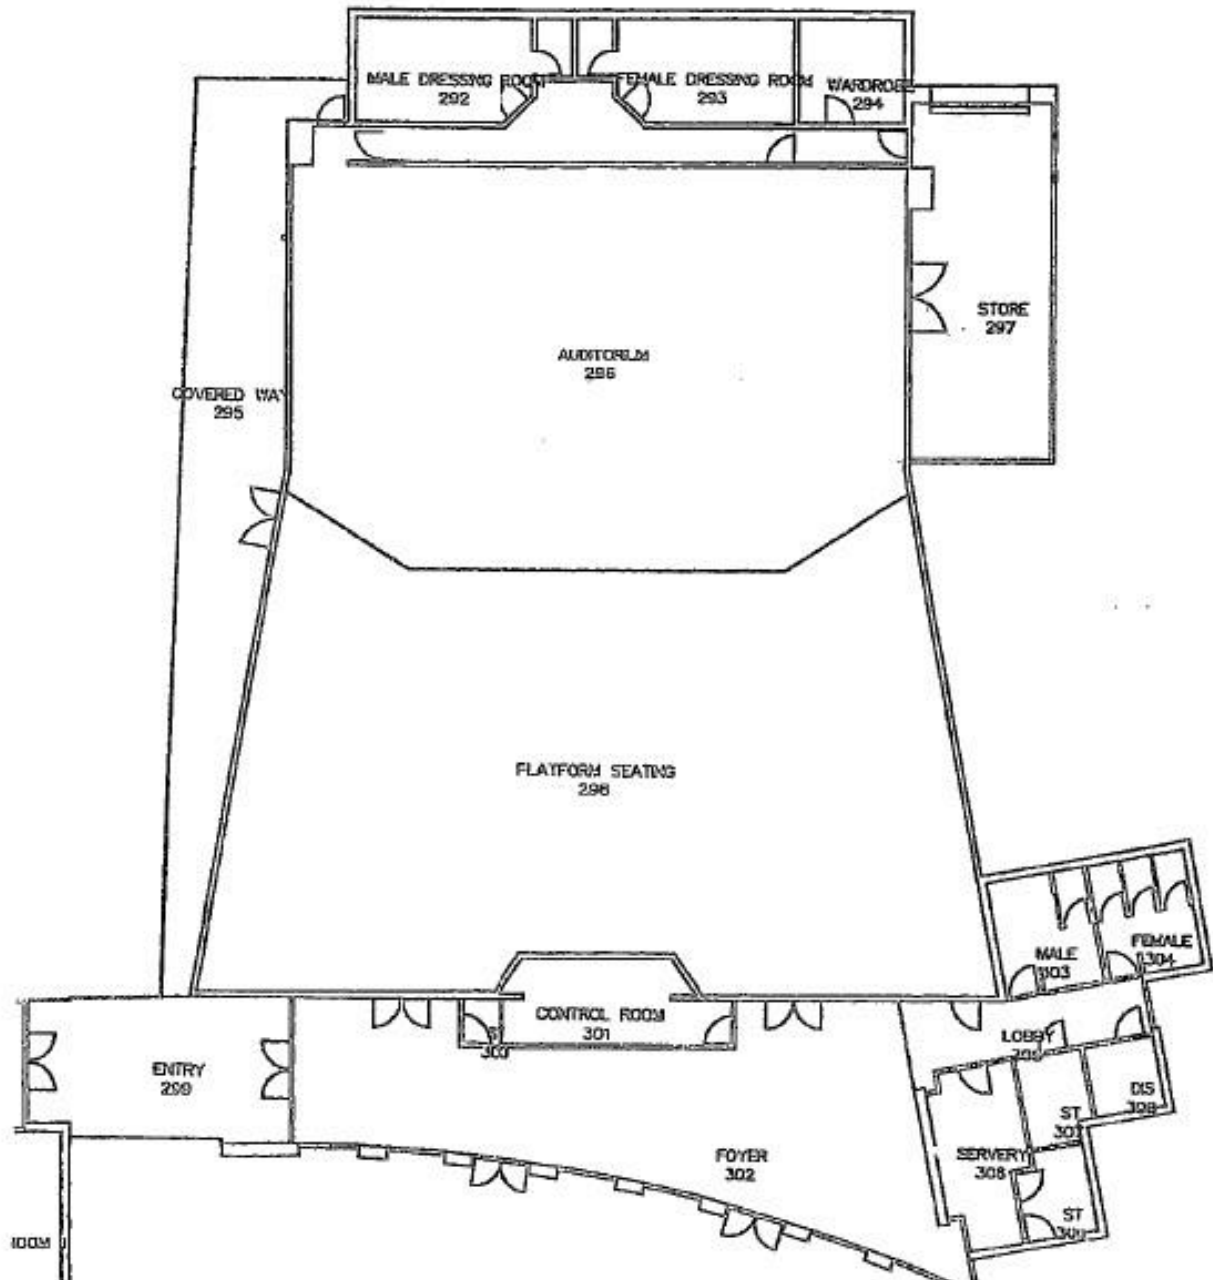 MALE DRESSING ROOM
292
FEMALE DRESSING ROOM
293
WARDROBE
294
STORE
297
AUDITORIUM
296
COVERED WAY
295
PLATFORM SEATING
298
MALE
FEMALE
304
CONTROL ROOM
301
303
LOBBY
ENTRY
299
DIS
ST
FOYER
302
SERVERY
308
ST